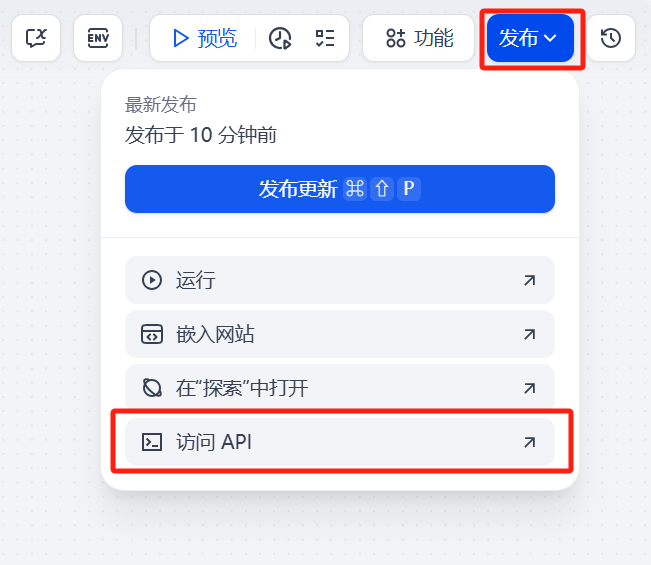 ENV
预览
功能
发布
最新发布
发布于 10 分钟前
发布更新 ⌘ ⇧ P
运行
嵌入网站
在“探索”中打开
访问 API